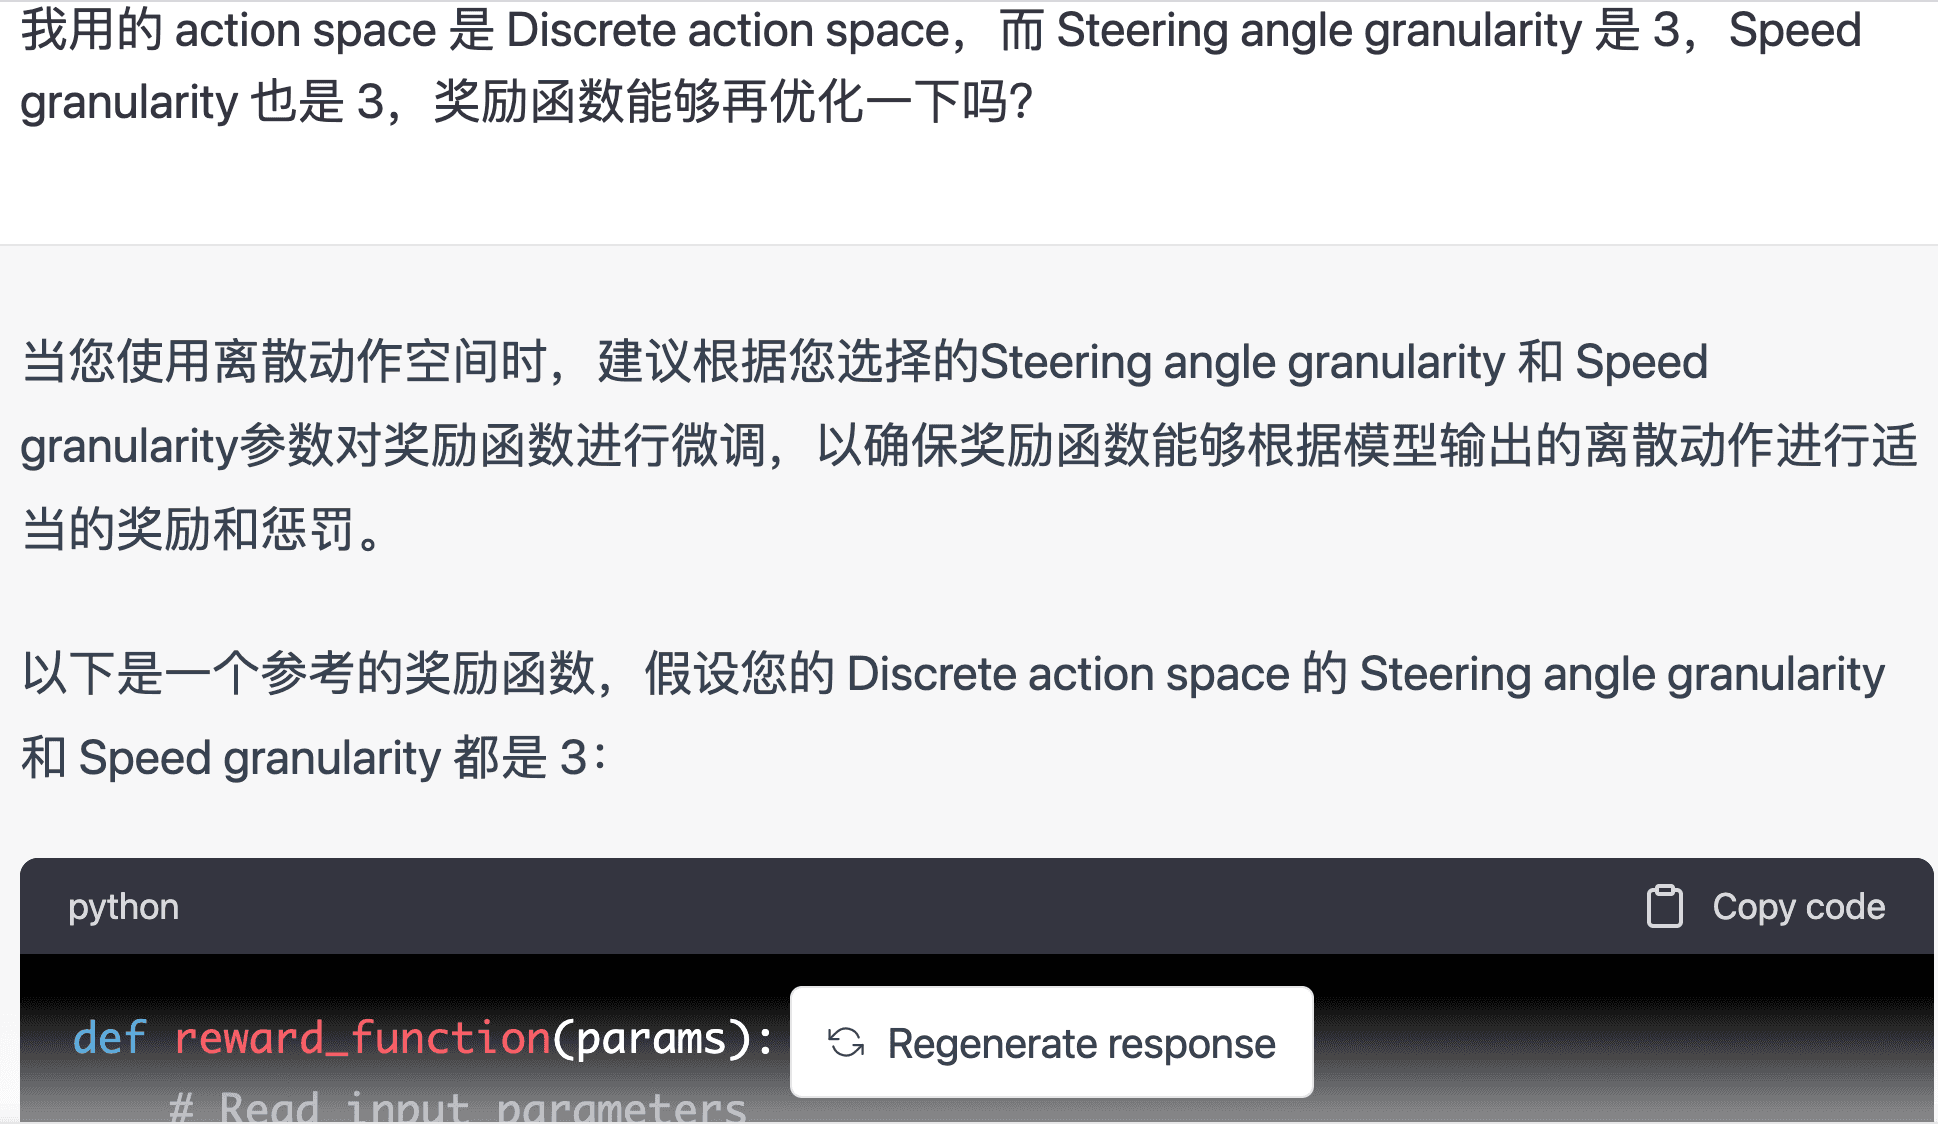 我用的 action space 是 Discrete action space，而 Steering angle granularity 是 3，Speed
granularity 也是 3，奖励函数能够再优化一下吗？
当您使用离散动作空间时，建议根据您选择的Steering angle granularity 和 Speed
granularity参数对奖励函数进行微调，以确保奖励函数能够根据模型输出的离散动作进行适
当的奖励和惩罚。
以下是一个参考的奖励函数，假设您的 Discrete action space 的 Steering angle granularity
和 Speed granularity 都是 3：
python Copy code
def reward_function(params):
Regenerate response
# Read input parameters